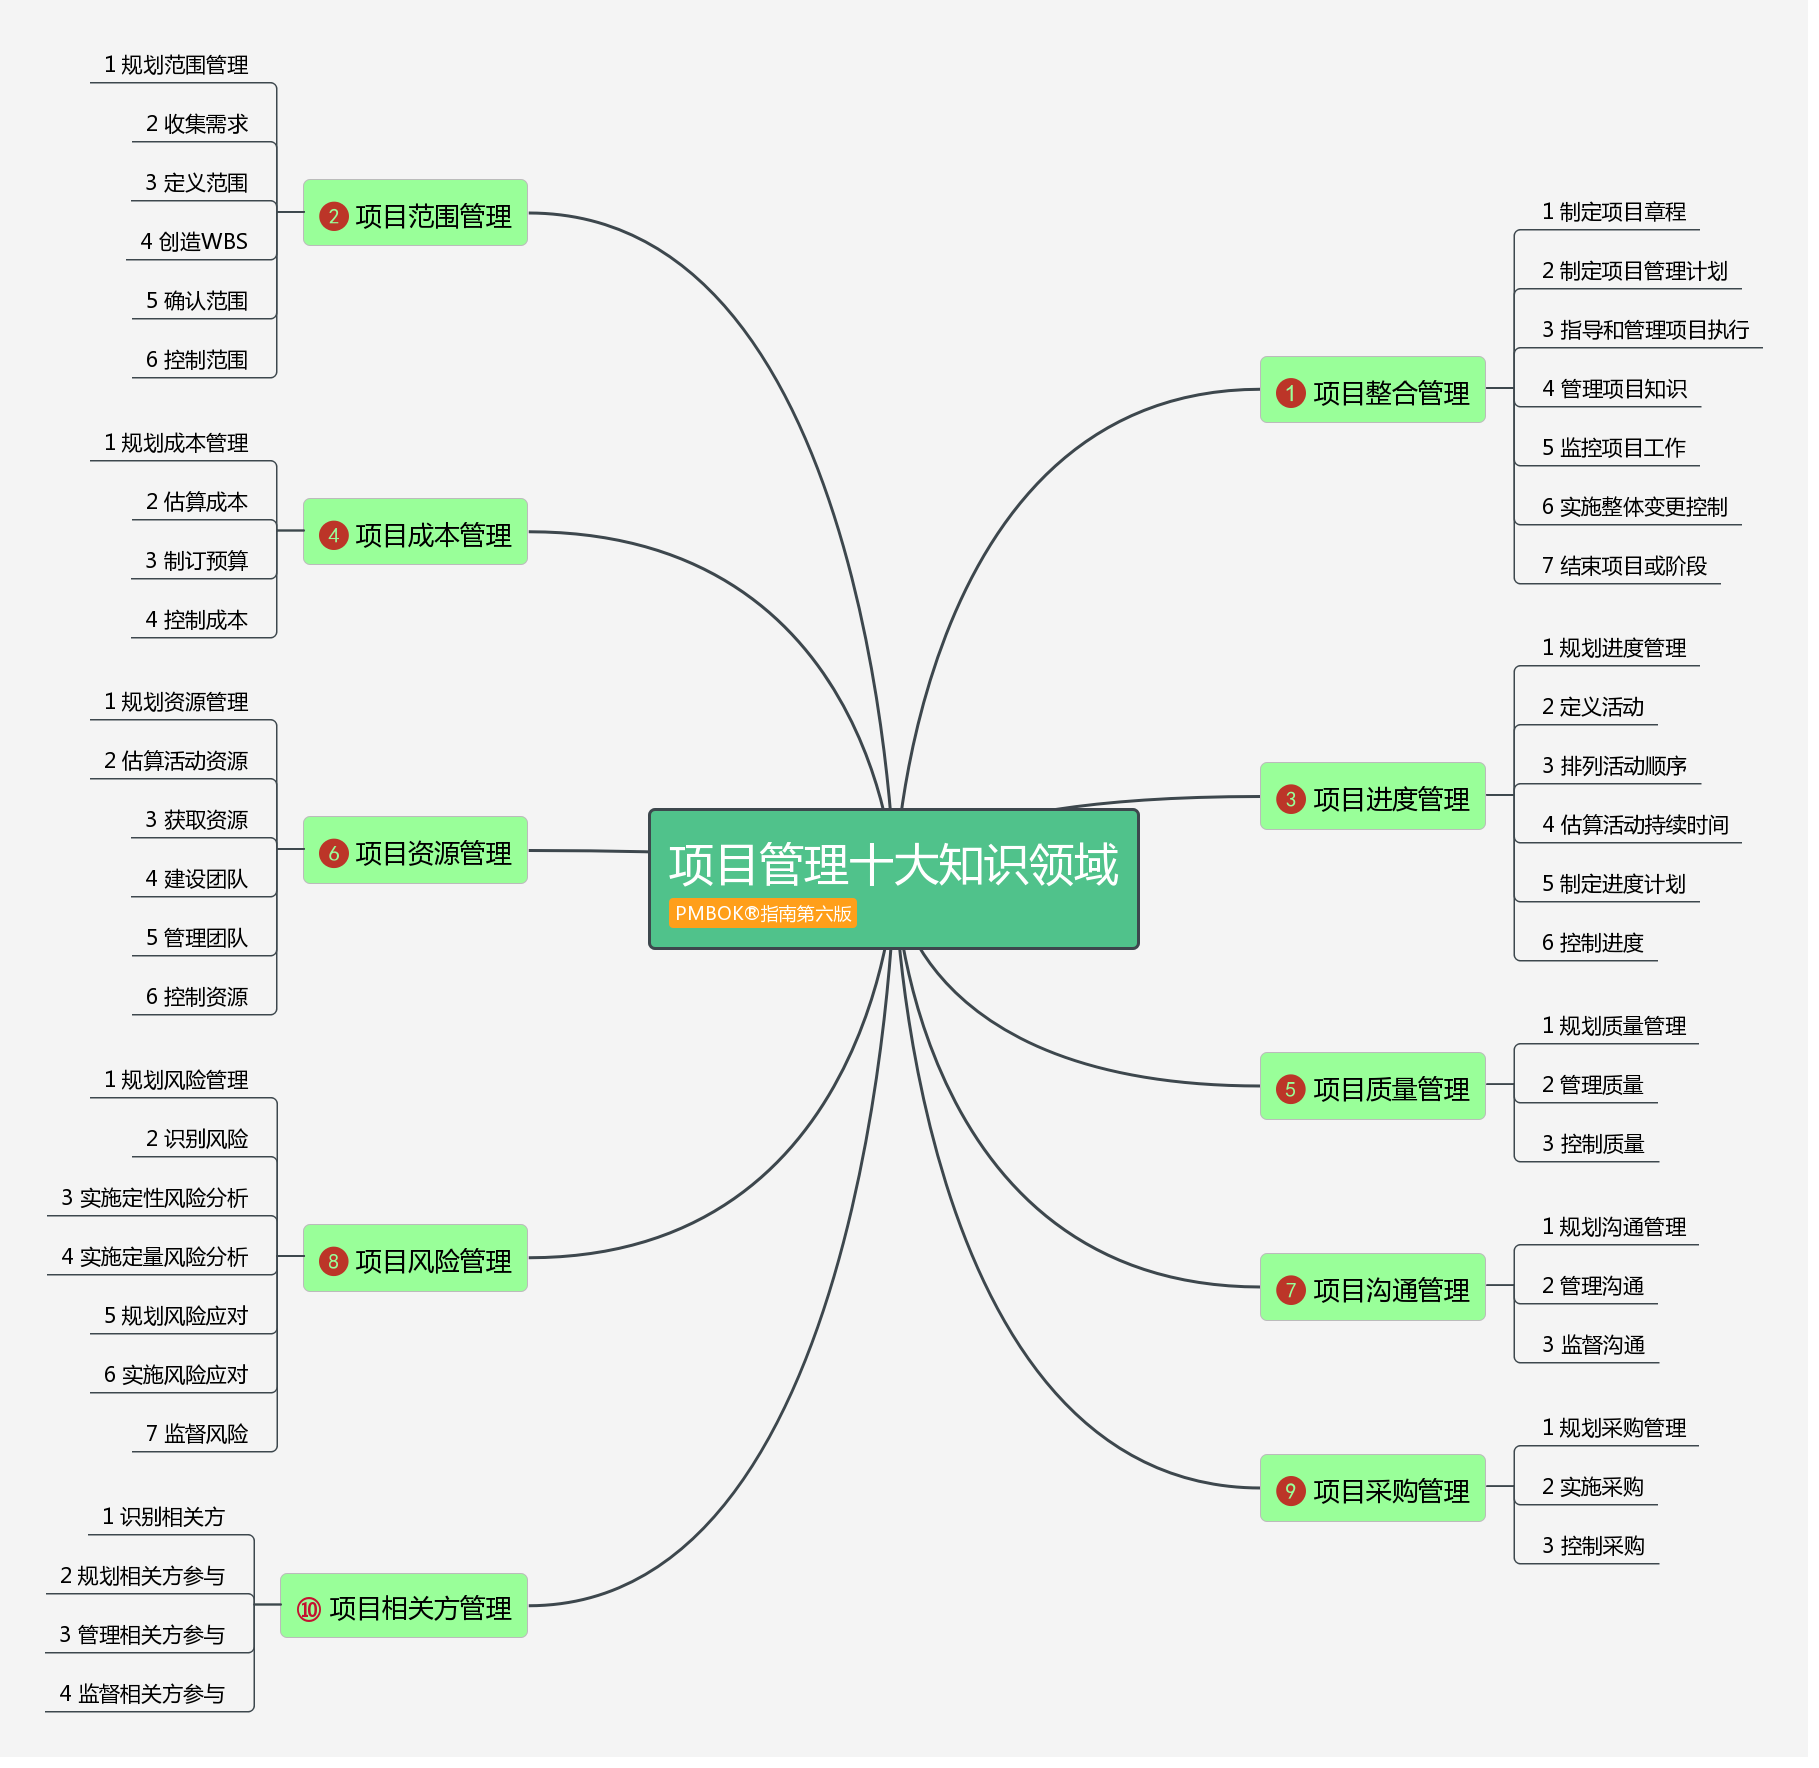 项目管理十大知识领域
PMBOK®指南第六版
1 项目整合管理
1 制定项目章程
2 制定项目管理计划
3 指导和管理项目执行
4 管理项目知识
5 监控项目工作
6 实施整体变更控制
7 结束项目或阶段
2 项目范围管理
1 规划范围管理
2 收集需求
3 定义范围
4 创造WBS
5 确认范围
6 控制范围
3 项目进度管理
1 规划进度管理
2 定义活动
3 排列活动顺序
4 估算活动持续时间
5 制定进度计划
6 控制进度
4 项目成本管理
1 规划成本管理
2 估算成本
3 制订预算
4 控制成本
5 项目质量管理
1 规划质量管理
2 管理质量
3 控制质量
6 项目资源管理
1 规划资源管理
2 估算活动资源
3 获取资源
4 建设团队
5 管理团队
6 控制资源
7 项目沟通管理
1 规划沟通管理
2 管理沟通
3 监督沟通
8 项目风险管理
1 规划风险管理
2 识别风险
3 实施定性风险分析
4 实施定量风险分析
5 规划风险应对
6 实施风险应对
7 监督风险
9 项目采购管理
1 规划采购管理
2 实施采购
3 控制采购
⑩ 项目相关方管理
1 识别相关方
2 规划相关方参与
3 管理相关方参与
4 监督相关方参与